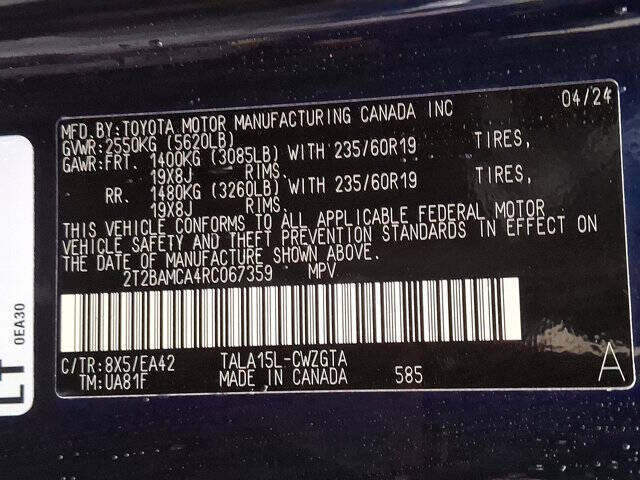 MFD.BY:TOYOTA MOTOR MANUFACTURING CANADA INC 04/24
GVWR:2550KG (5620LB)
GAWR:FRT. 1400KG (3085LB) WITH 235/60R19 TIRES,
19X8J RIMS.
RR. 1480KG (3260LB) WITH 235/60R19 TIRES,
19X8J RIMS.
THIS VEHICLE CONFORMS TO ALL APPLICABLE FEDERAL MOTOR
VEHICLE SAFETY AND THEFT PREVENTION STANDARDS IN EFFECT ON
THE DATE OF MANUFACTURE SHOWN ABOVE.
2T2BAMCA4RC067359 MPV
C/TR:8X5/EA42 TALA15L-CWZGTA
TM:UA81F MADE IN CANADA 585 A
0EA30